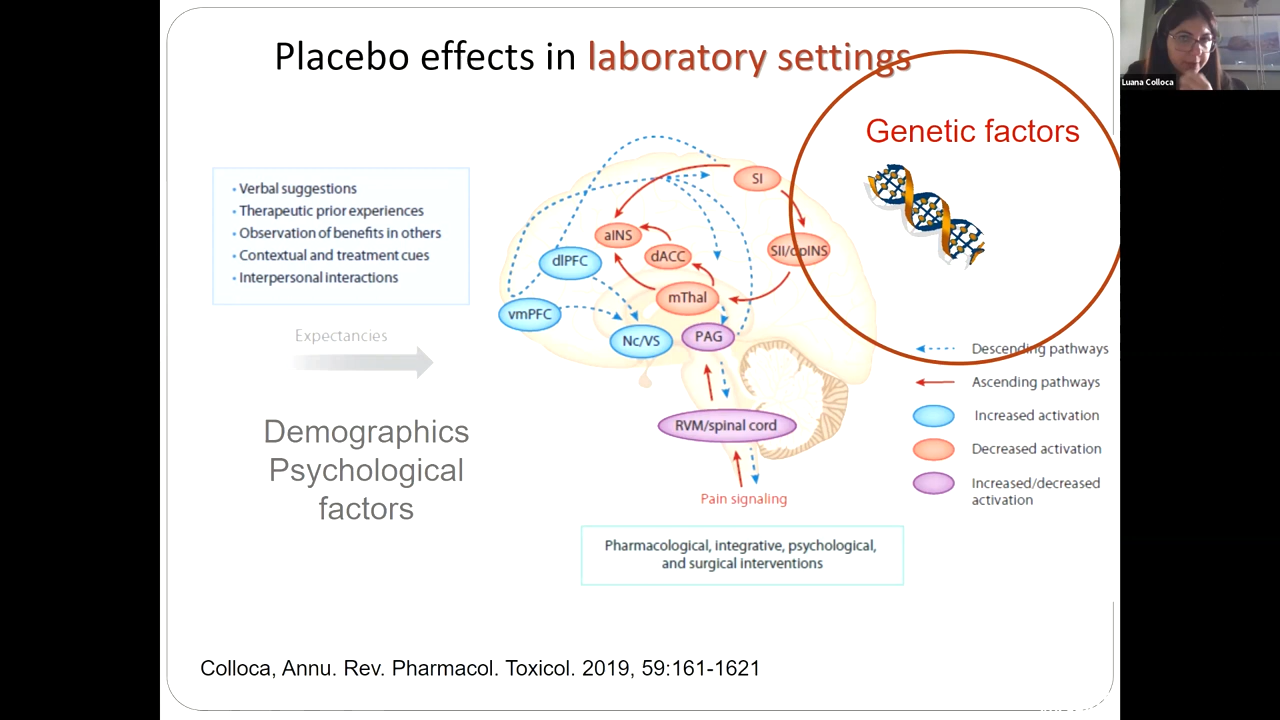 Placebo effects in laboratory settings
Luana Colloca
Genetic factors
• Verbal suggestions
• Therapeutic prior experiences
• Observation of benefits in others
• Contextual and treatment cues
• Interpersonal interactions
Expectancies
Demographics
Psychological
factors
SI
aINS
SII/dpINS
dlPFC
dACC
mThal
vmPFC
Nc/VS
PAG
RVM/spinal cord
Pain signaling
Descending pathways
Ascending pathways
Increased activation
Decreased activation
Increased/decreased
activation
Pharmacological, integrative, psychological,
and surgical interventions
Colloca, Annu. Rev. Pharmacol. Toxicol. 2019, 59:161-1621